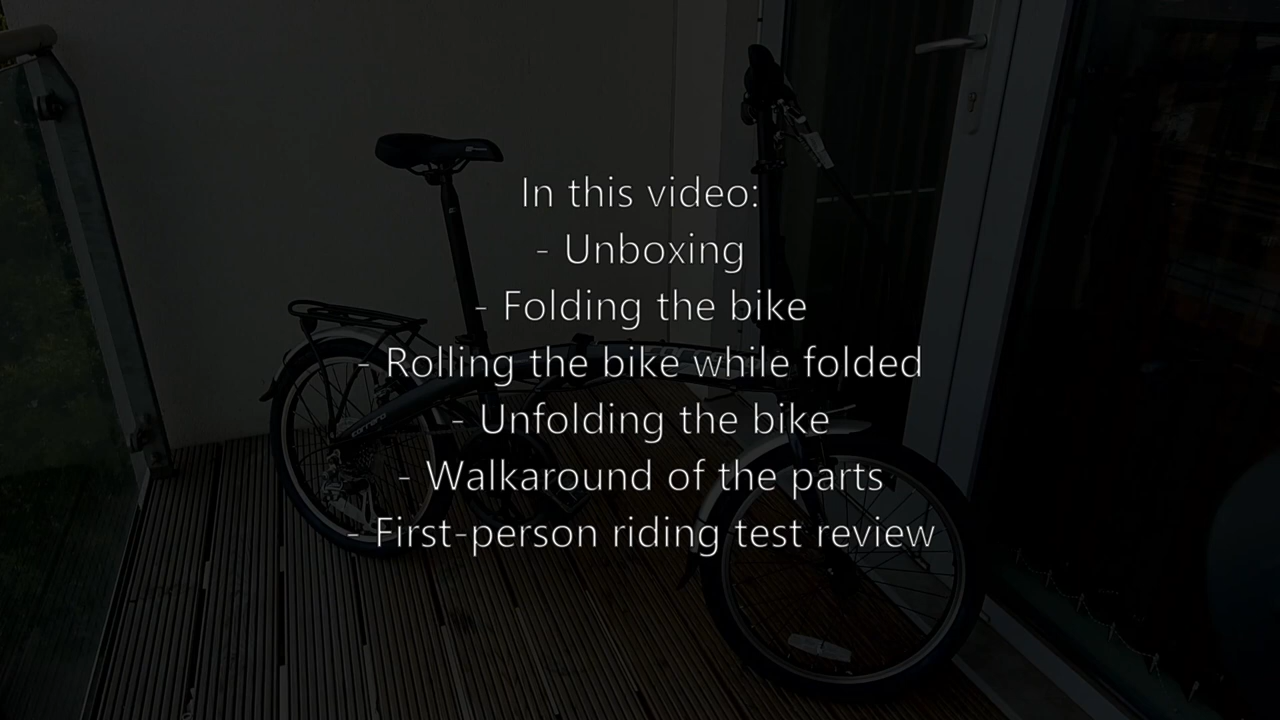 In this video:
- Unboxing
- Folding the bike
- Rolling the bike while folded
- Unfolding the bike
- Walkaround of the parts
- First-person riding test review
carrera